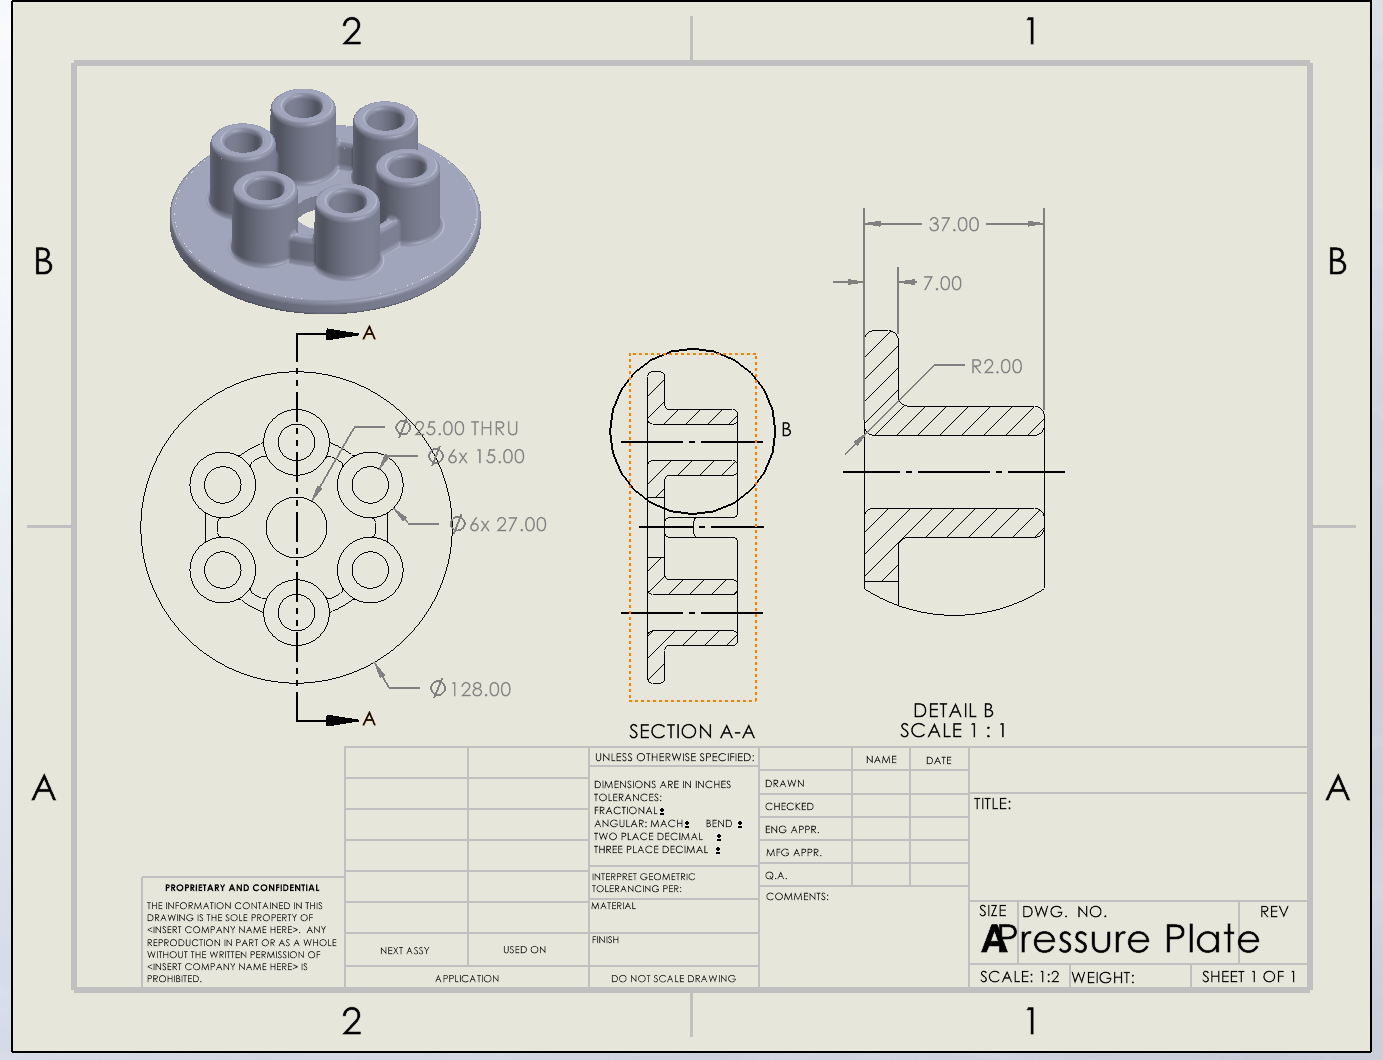 2
1
B
B
37.00
7.00
A
R2.00
Ø25.00 THRU
B
Ø6x 15.00
Ø6x 27.00
Ø128.00
A
SECTION A-A
DETAIL B
SCALE 1 : 1
A
A
UNLESS OTHERWISE SPECIFIED:
DIMENSIONS ARE IN INCHES
TOLERANCES:
FRACTIONAL±
ANGULAR: MACH± BEND ±
TWO PLACE DECIMAL ±
THREE PLACE DECIMAL ±
INTERPRET GEOMETRIC
TOLERANCING PER:
MATERIAL
FINISH
DO NOT SCALE DRAWING
NAME DATE
DRAWN
CHECKED
ENG APPR.
MFG APPR.
Q.A.
COMMENTS:
TITLE:
SIZE DWG. NO. REV
A Pressure Plate
SCALE: 1:2 WEIGHT: SHEET 1 OF 1
PROPRIETARY AND CONFIDENTIAL
THE INFORMATION CONTAINED IN THIS
DRAWING IS THE SOLE PROPERTY OF
<INSERT COMPANY NAME HERE>. ANY
REPRODUCTION IN PART OR AS A WHOLE
WITHOUT THE WRITTEN PERMISSION OF
<INSERT COMPANY NAME HERE> IS
PROHIBITED.
NEXT ASSY USED ON
APPLICATION
2
1